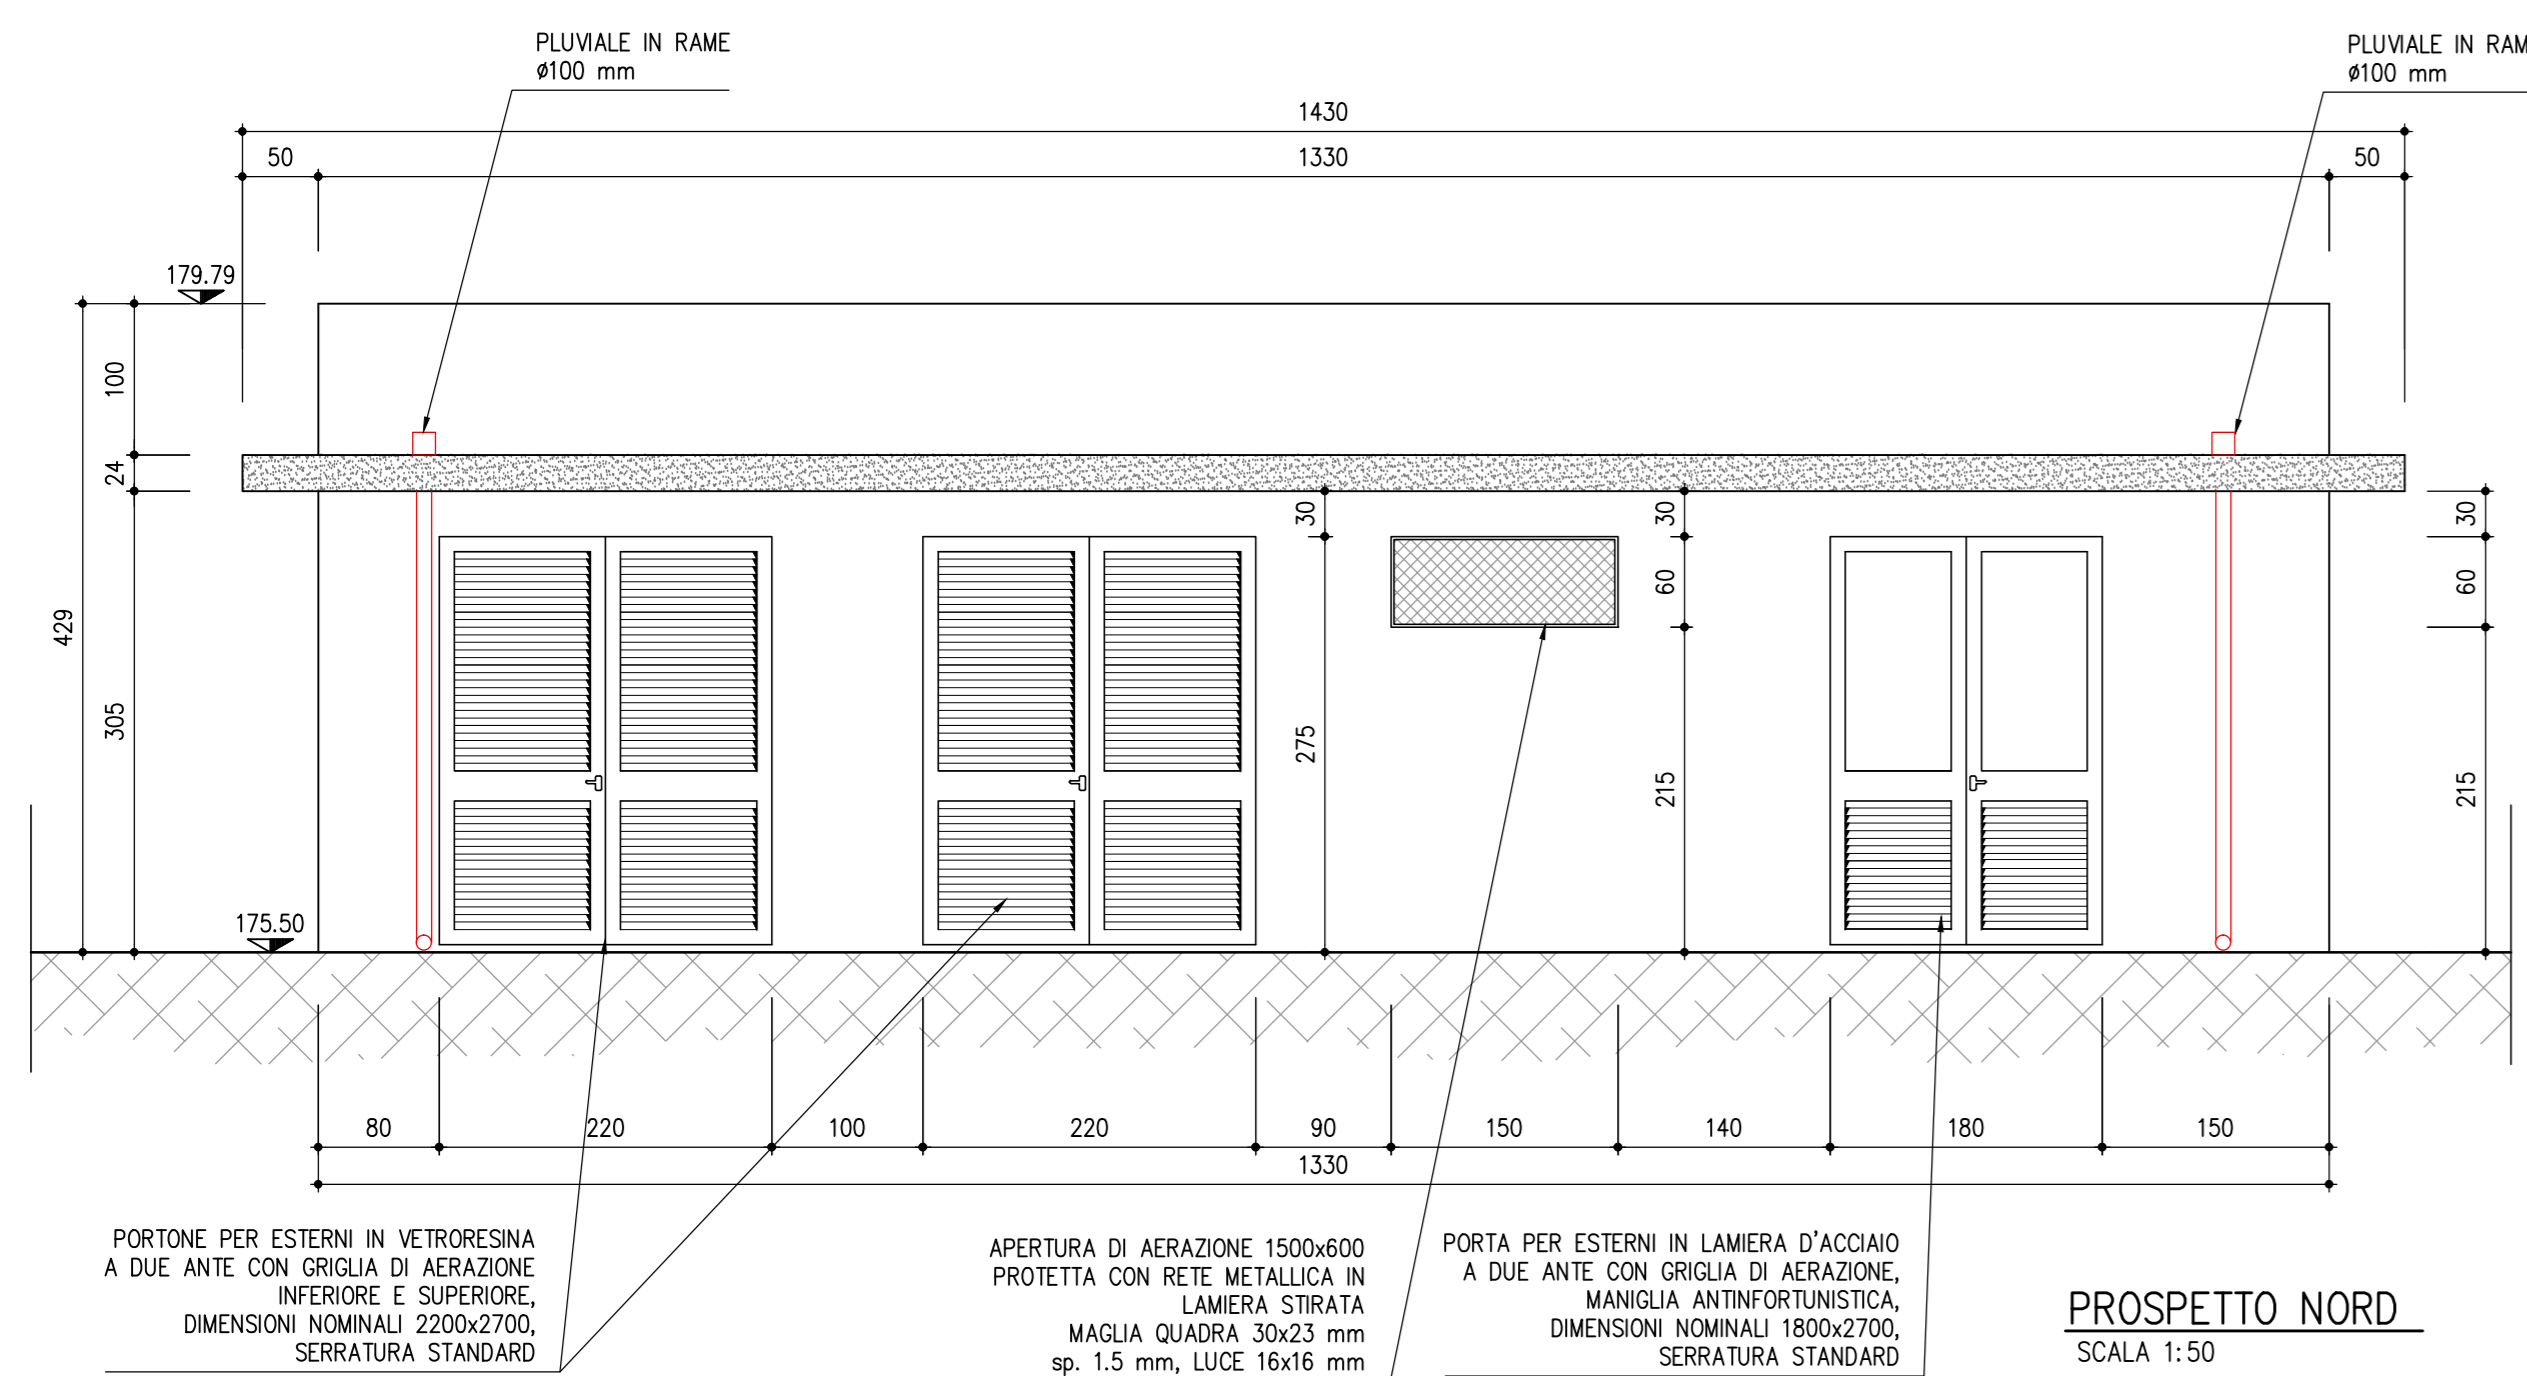 PLUVIALE IN RAME
ø100 mm
PLUVIALE IN RAM
ø100 mm
1430
50
1330
50
179.79
100
24
429
305
175.50
30
275
30
60
215
30
60
215
80
220
100
220
90
150
140
180
150
1330
PORTONE PER ESTERNI IN VETRORESINA
A DUE ANTE CON GRIGLIA DI AERAZIONE
INFERIORE E SUPERIORE,
DIMENSIONI NOMINALI 2200x2700,
SERRATURA STANDARD
APERTURA DI AERAZIONE 1500x600
PROTETTA CON RETE METALLICA IN
LAMIERA STIRATA
MAGLIA QUADRA 30x23 mm
sp. 1.5 mm, LUCE 16x16 mm
PORTA PER ESTERNI IN LAMIERA D'ACCIAIO
A DUE ANTE CON GRIGLIA DI AERAZIONE,
MANIGLIA ANTINFORTUNISTICA,
DIMENSIONI NOMINALI 1800x2700,
SERRATURA STANDARD
PROSPETTO NORD
SCALA 1:50